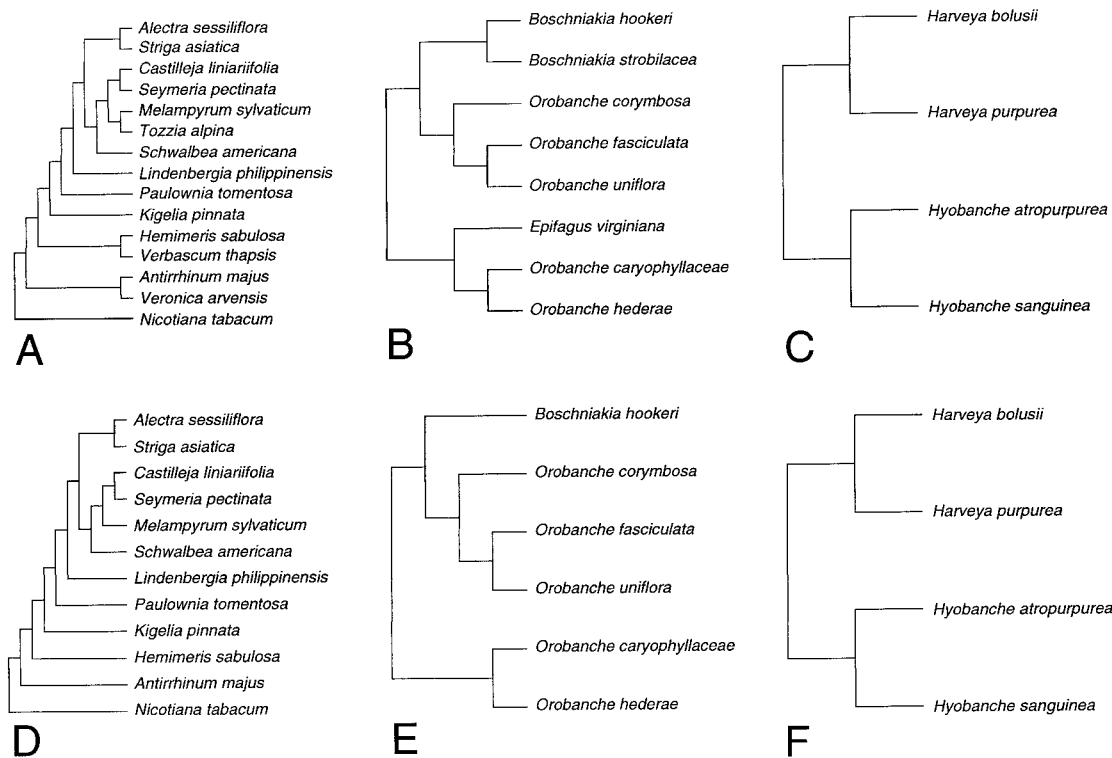 Alectra sessiliflora
Striga asiatica
Castilleja liniariifolia
Seymeria pectinata
Melampyrum sylvaticum
Tozzia alpina
Schwalbea americana
Lindenbergia philippinensis
Paulownia tomentosa
Kigelia pinnata
Hemimeris sabulosa
Verbascum thapsis
Antirrhinum majus
Veronica arvensis
Nicotiana tabacum
A
Boschniakia hookeri
Boschniakia strobilacea
Orobanche corymbosa
Orobanche fasciculata
Orobanche uniflora
Epifagus virginiana
Orobanche caryophyllaceae
Orobanche hederae
B
Harveya bolusii
Harveya purpurea
Hyobanche atropurpurea
Hyobanche sanguinea
C
Alectra sessiliflora
Striga asiatica
Castilleja liniariifolia
Seymeria pectinata
Melampyrum sylvaticum
Schwalbea americana
Lindenbergia philippinensis
Paulownia tomentosa
Kigelia pinnata
Hemimeris sabulosa
Antirrhinum majus
Nicotiana tabacum
D
Boschniakia hookeri
Orobanche corymbosa
Orobanche fasciculata
Orobanche uniflora
Orobanche caryophyllaceae
Orobanche hederae
E
Harveya bolusii
Harveya purpurea
Hyobanche atropurpurea
Hyobanche sanguinea
F